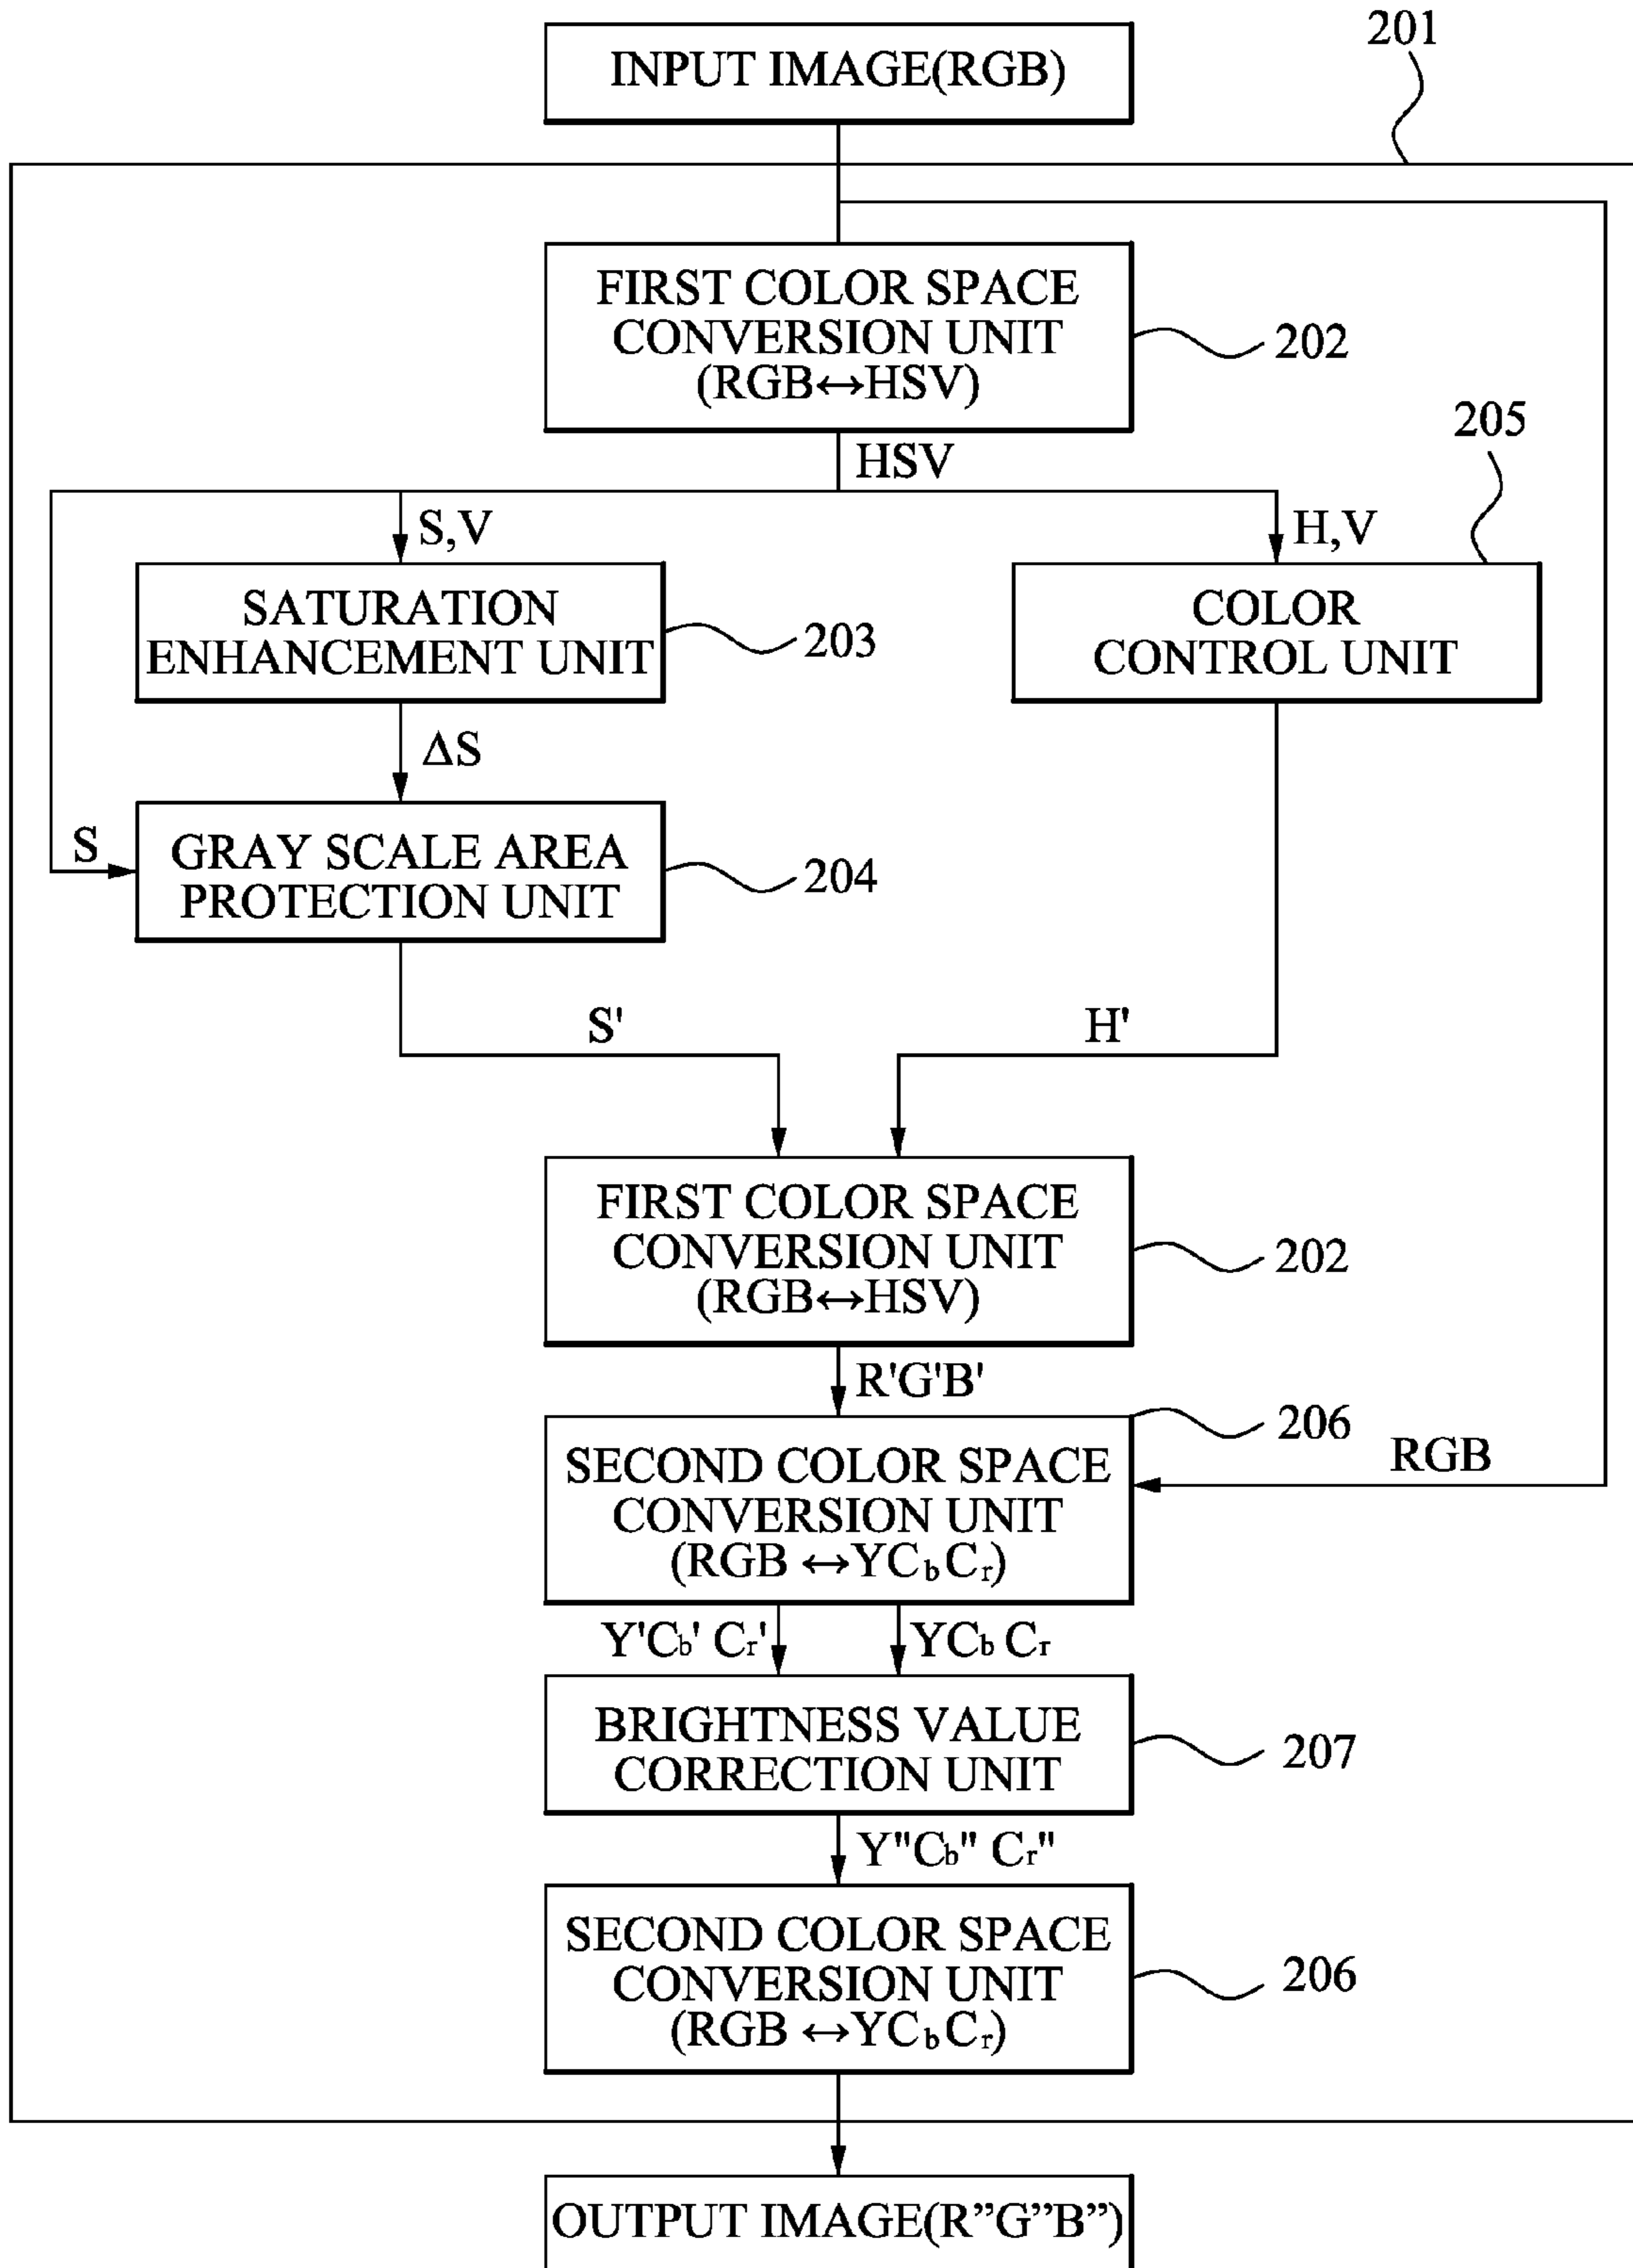 201
INPUT IMAGE(RGB)
FIRST COLOR SPACE
CONVERSION UNIT
(RGB↔HSV)
202
HSV
205
S,V
H,V
SATURATION
ENHANCEMENT UNIT
203
COLOR
CONTROL UNIT
ΔS
S
GRAY SCALE AREA
PROTECTION UNIT
204
S'
H'
FIRST COLOR SPACE
CONVERSION UNIT
(RGB↔HSV)
202
R'G'B'
206
RGB
SECOND COLOR SPACE
CONVERSION UNIT
(RGB ↔YCbCr)
Y'Cb' Cr'
YCb Cr
BRIGHTNESS VALUE
CORRECTION UNIT
207
Y"Cb" Cr"
SECOND COLOR SPACE
CONVERSION UNIT
(RGB ↔YCbCr)
206
OUTPUT IMAGE(R”G”B”)